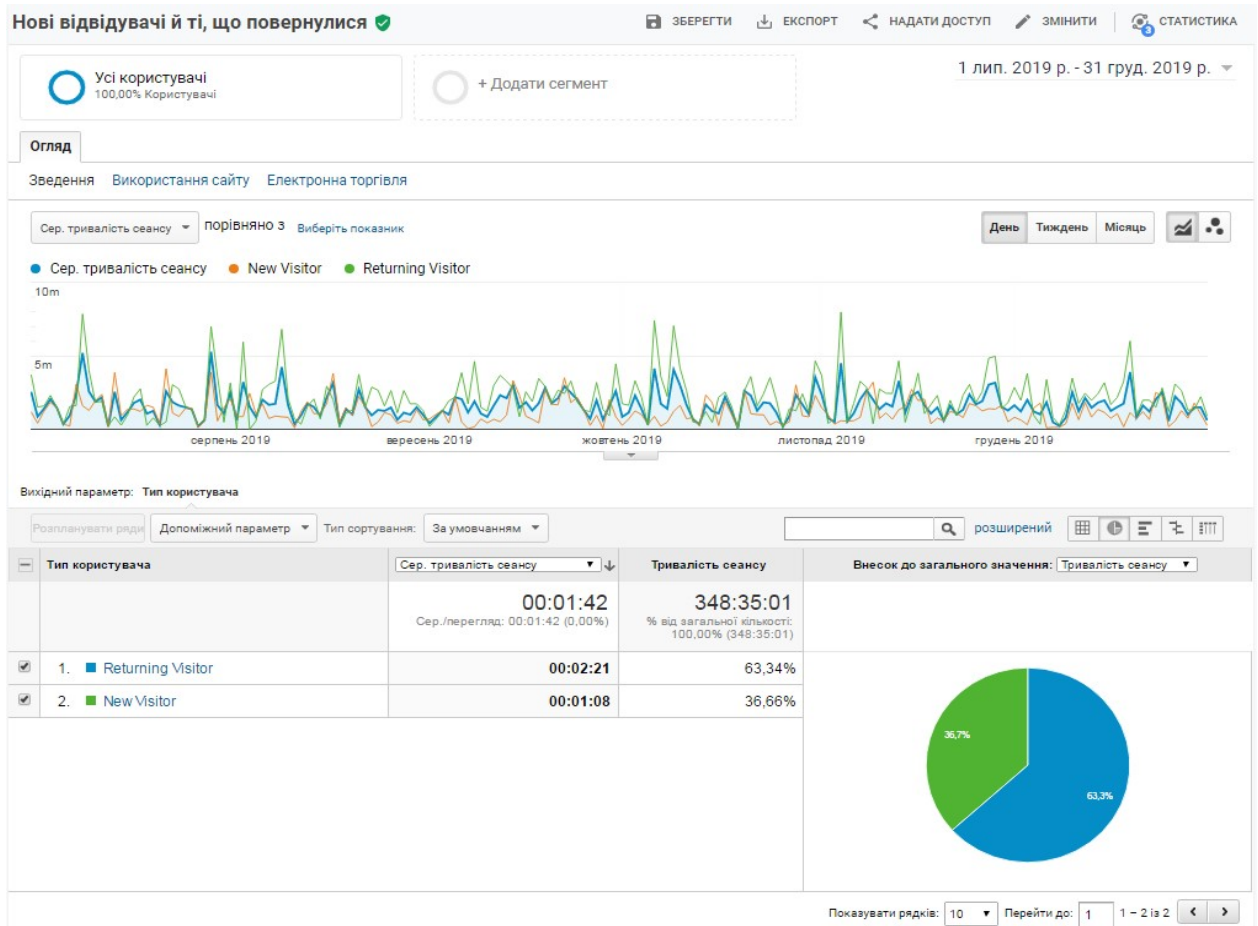 Нові відвідувачі й ті, що повернулися
ЗБЕРЕГТИ ЕКСПОРТ НАДАТИ ДОСТУП ЗМІНИТИ 3 СТАТИСТИКА
Усі користувачі
100,00% Користувачі
+ Додати сегмент
1 лип. 2019 р. - 31 груд. 2019 р.
Огляд
Зведення Використання сайту Електронна торгівля
Сер. тривалість сеансу порівняно з Виберіть показник
День Тиждень Місяць
Сер. тривалість сеансу New Visitor Returning Visitor
10m
5m
серпень 2019 вересень 2019 жовтень 2019 листопад 2019 грудень 2019
Вихідний параметр: Тип користувача
Розпланувати ряди Допоміжний параметр Тип сортування: За умовчанням розширений
Тип користувача Сер. тривалість сеансу Тривалість сеансу Внесок до загального значення: Тривалість сеансу
00:01:42 348:35:01
Сер./перегляд: 00:01:42 (0,00%) % від загальної кількості:
100,00% (348:35:01)
1. Returning Visitor 00:02:21 63,34%
2. New Visitor 00:01:08 36,66%
36,7%
63,3%
Показувати рядків: 10 Перейти до: 1 1 – 2 із 2